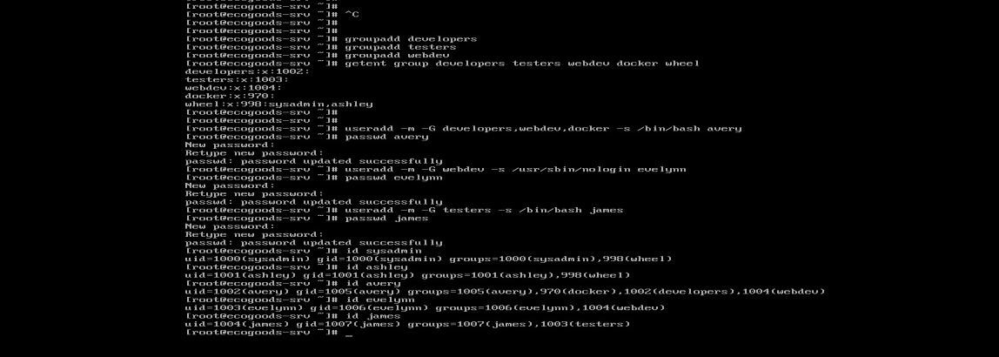 [root@ecogoods-srv ~]#
[root@ecogoods-srv ~]# ^C
[root@ecogoods-srv ~]#
[root@ecogoods-srv ~]#
[root@ecogoods-srv ~]# groupadd developers
[root@ecogoods-srv ~]# groupadd testers
[root@ecogoods-srv ~]# groupadd webdev
[root@ecogoods-srv ~]# getent group developers testers webdev docker wheel
developers:x:1002:
testers:x:1003:
webdev:x:1004:
docker:x:970:
wheel:x:998:sysadmin,ashley
[root@ecogoods-srv ~]#
[root@ecogoods-srv ~]#
[root@ecogoods-srv ~]# useradd -m -G developers,webdev,docker -s /bin/bash avery
[root@ecogoods-srv ~]# passwd avery
New password:
Retype new password:
passwd: password updated successfully
[root@ecogoods-srv ~]# useradd -m -G webdev -s /usr/sbin/nologin evelynn
[root@ecogoods-srv ~]# passwd evelynn
New password:
Retype new password:
passwd: password updated successfully
[root@ecogoods-srv ~]# useradd -m -G testers -s /bin/bash james
[root@ecogoods-srv ~]# passwd james
New password:
Retype new password:
passwd: password updated successfully
[root@ecogoods-srv ~]# id sysadmin
uid=1000(sysadmin) gid=1000(sysadmin) groups=1000(sysadmin),998(wheel)
[root@ecogoods-srv ~]# id ashley
uid=1001(ashley) gid=1001(ashley) groups=1001(ashley),998(wheel)
[root@ecogoods-srv ~]# id avery
uid=1002(avery) gid=1005(avery) groups=1005(avery),970(docker),1002(developers),1004(webdev)
[root@ecogoods-srv ~]# id evelynn
uid=1003(evelynn) gid=1006(evelynn) groups=1006(evelynn),1004(webdev)
[root@ecogoods-srv ~]# id james
uid=1004(james) gid=1007(james) groups=1007(james),1003(testers)
[root@ecogoods-srv ~]# _